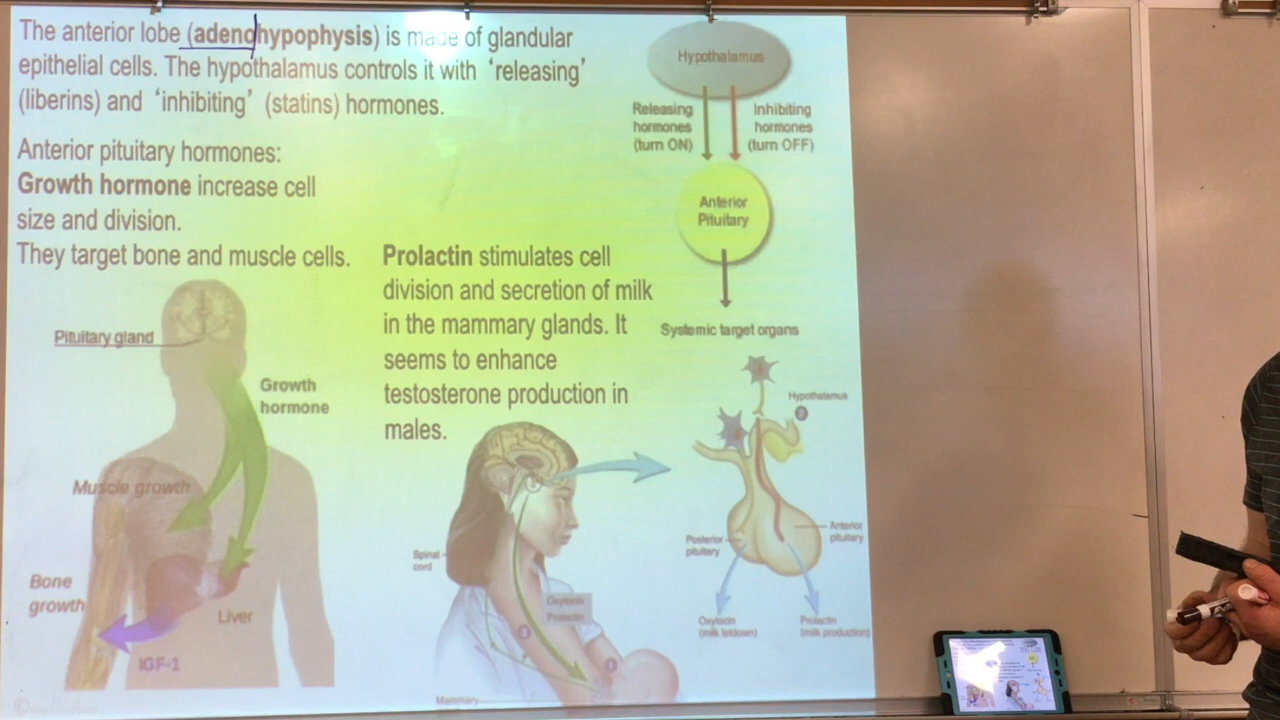 The anterior lobe (adenohypophysis) is made of glandular
epithelial cells. The hypothalamus controls it with ‘releasing’
(liberins) and ‘inhibiting’ (statins) hormones.
Anterior pituitary hormones:
Growth hormone increase cell
size and division.
They target bone and muscle cells.
Prolactin stimulates cell
division and secretion of milk
in the mammary glands. It
seems to enhance
testosterone production in
males.
Hypothalamus
Releasing
hormones
(turn ON)
Inhibiting
hormones
(turn OFF)
Anterior
Pituitary
Systemic target organs
Pituitary gland
Growth
hormone
Muscle growth
Bone
growth
Liver
IGF-1
Spinal
cord
Oxytocin
Prolactin
3
1
Mammary
Hypothalamus
2
Posterior
pituitary
Anterior
pituitary
Oxytocin
(milk letdown)
Prolactin
(milk production)